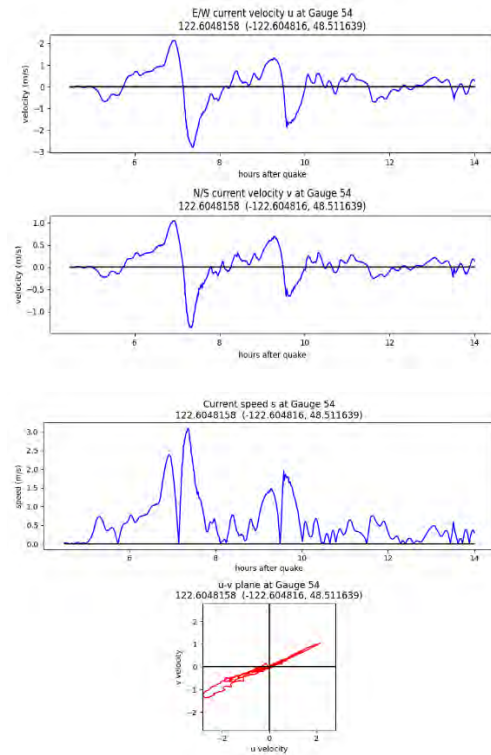 E/W current velocity u at Gauge 54
122.6048158 (-122.604816, 48.511639)
2
1
0
−1
−2
−3
velocity (m/s)
6 8 10 12 14
hours after quake
N/S current velocity v at Gauge 54
122.6048158 (-122.604816, 48.511639)
1.0
0.5
0.0
−0.5
−1.0
velocity (m/s)
6 8 10 12 14
hours after quake
Current speed s at Gauge 54
122.6048158 (-122.604816, 48.511639)
3.0
2.5
2.0
1.5
1.0
0.5
0.0
speed (m/s)
6 8 10 12 14
hours after quake
u-v plane at Gauge 54
122.6048158 (-122.604816, 48.511639)
2
1
0
−1
−2
v velocity
−2 0 2
u velocity